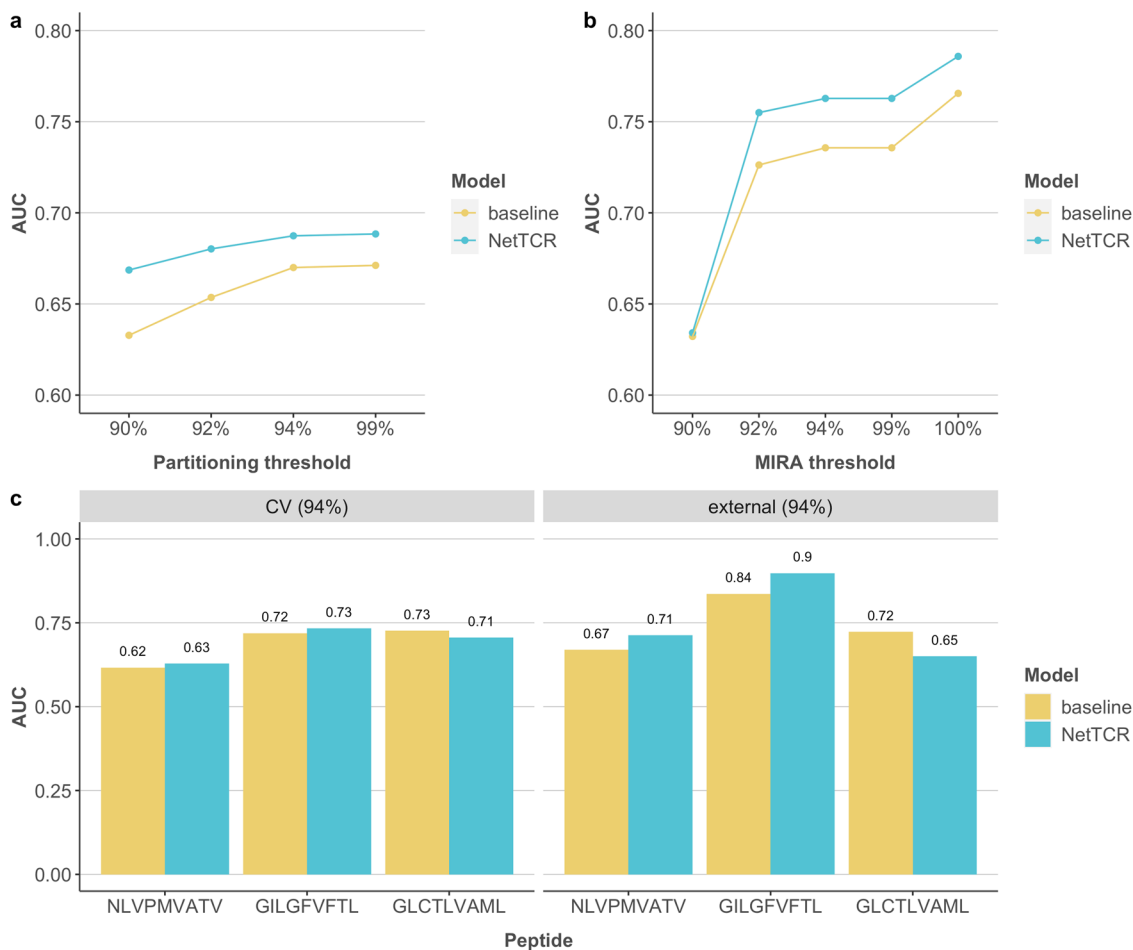 a
0.80
0.75
0.70
0.65
0.60
AUC
90% 92% 94% 99%
Partitioning threshold
Model
baseline
NetTCR
b
0.80
0.75
0.70
0.65
0.60
AUC
90% 92% 94% 99% 100%
MIRA threshold
Model
baseline
NetTCR
c
CV (94%) external (94%)
1.00
0.75
0.50
0.25
0.00
AUC
0.62 0.63 0.72 0.73 0.73 0.71
0.67 0.71 0.84 0.9 0.72 0.65
NLVPMVATV GILGFVFTL GLCTLVAML NLVPMVATV GILGFVFTL GLCTLVAML
Peptide
Model
baseline
NetTCR